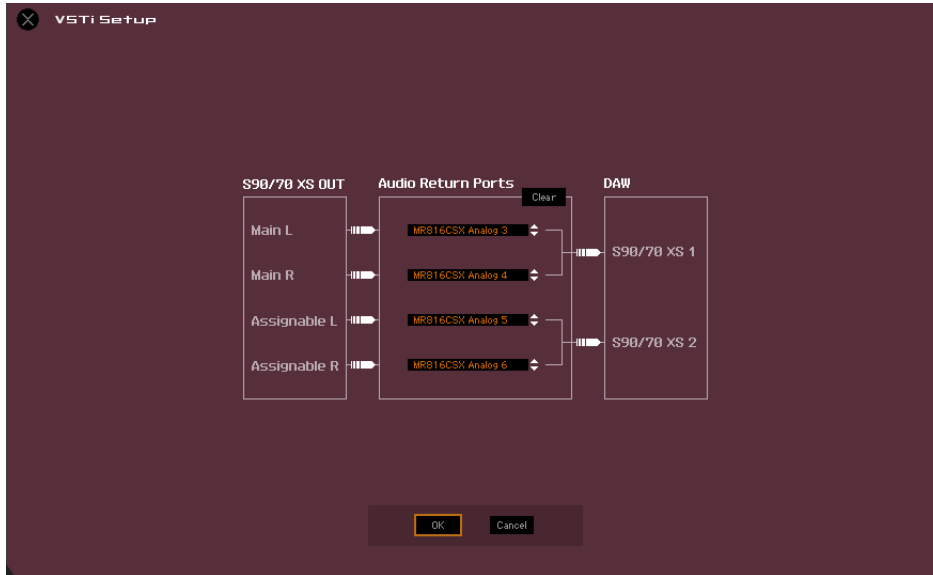 VSTi Setup
S90/70 XS OUT
Audio Return Ports
DAW
Clear
Main L
MR816CSX Analog 3
S90/70 XS 1
Main R
MR816CSX Analog 4
Assignable L
MR816CSX Analog 5
S90/70 XS 2
Assignable R
MR816CSX Analog 6
OK
Cancel